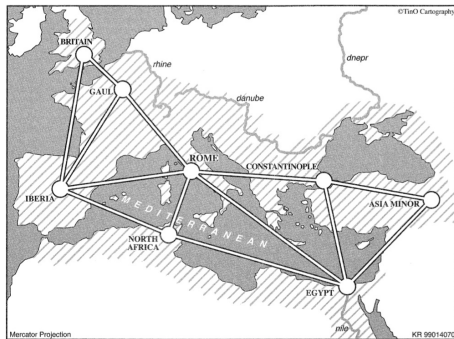 ©TinO Cartography
BRITAIN
rhine
dnepr
GAUL
danube
ROME
CONSTANTINOPLE
IBERIA
MEDITERRANEAN
ASIA MINOR
NORTH
AFRICA
EGYPT
nile
Mercator Projection
KR 99014070